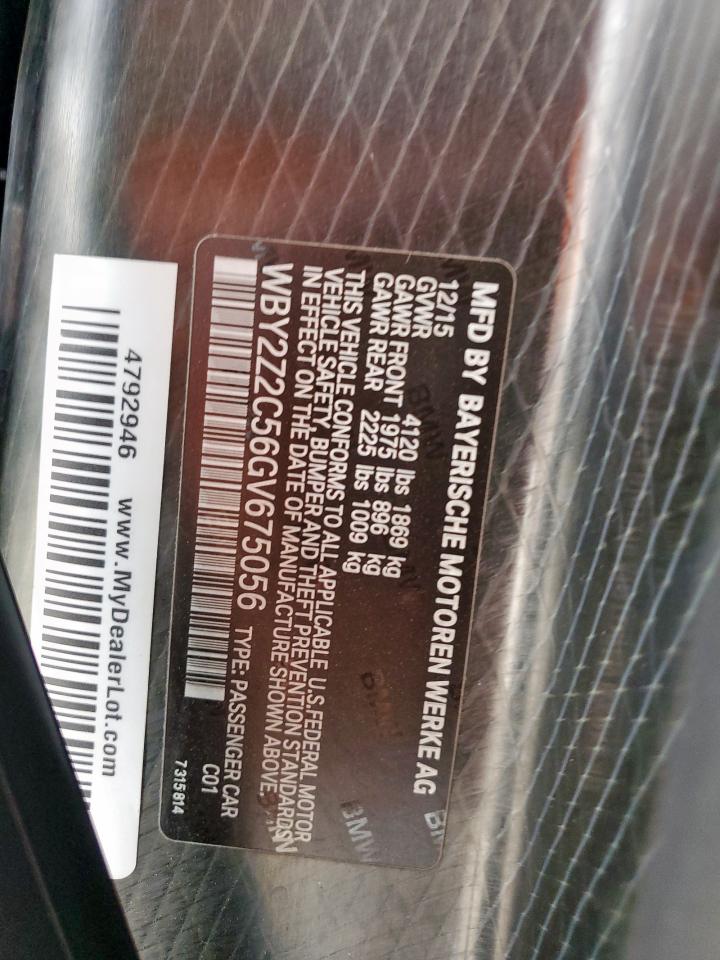 MFD BY BAYERISCHE MOTOREN WERKE AG
12/15
GVWR 4120 lbs 1869 kg
GAWR FRONT 1975 lbs 896 kg
GAWR REAR 2225 lbs 1009 kg
THIS VEHICLE CONFORMS TO ALL APPLICABLE U.S.FEDERAL MOTOR
VEHICLE SAFETY, BUMPER AND THEFT PREVENTION STANDARDS
IN EFFECT ON THE DATE OF MANUFACTURE SHOWN ABOVE.
WBY2Z2C56GV675056 TYPE: PASSENGER CAR
C01
7315814
BMW
BMW
BMW
4792946 www.MyDealerLot.com